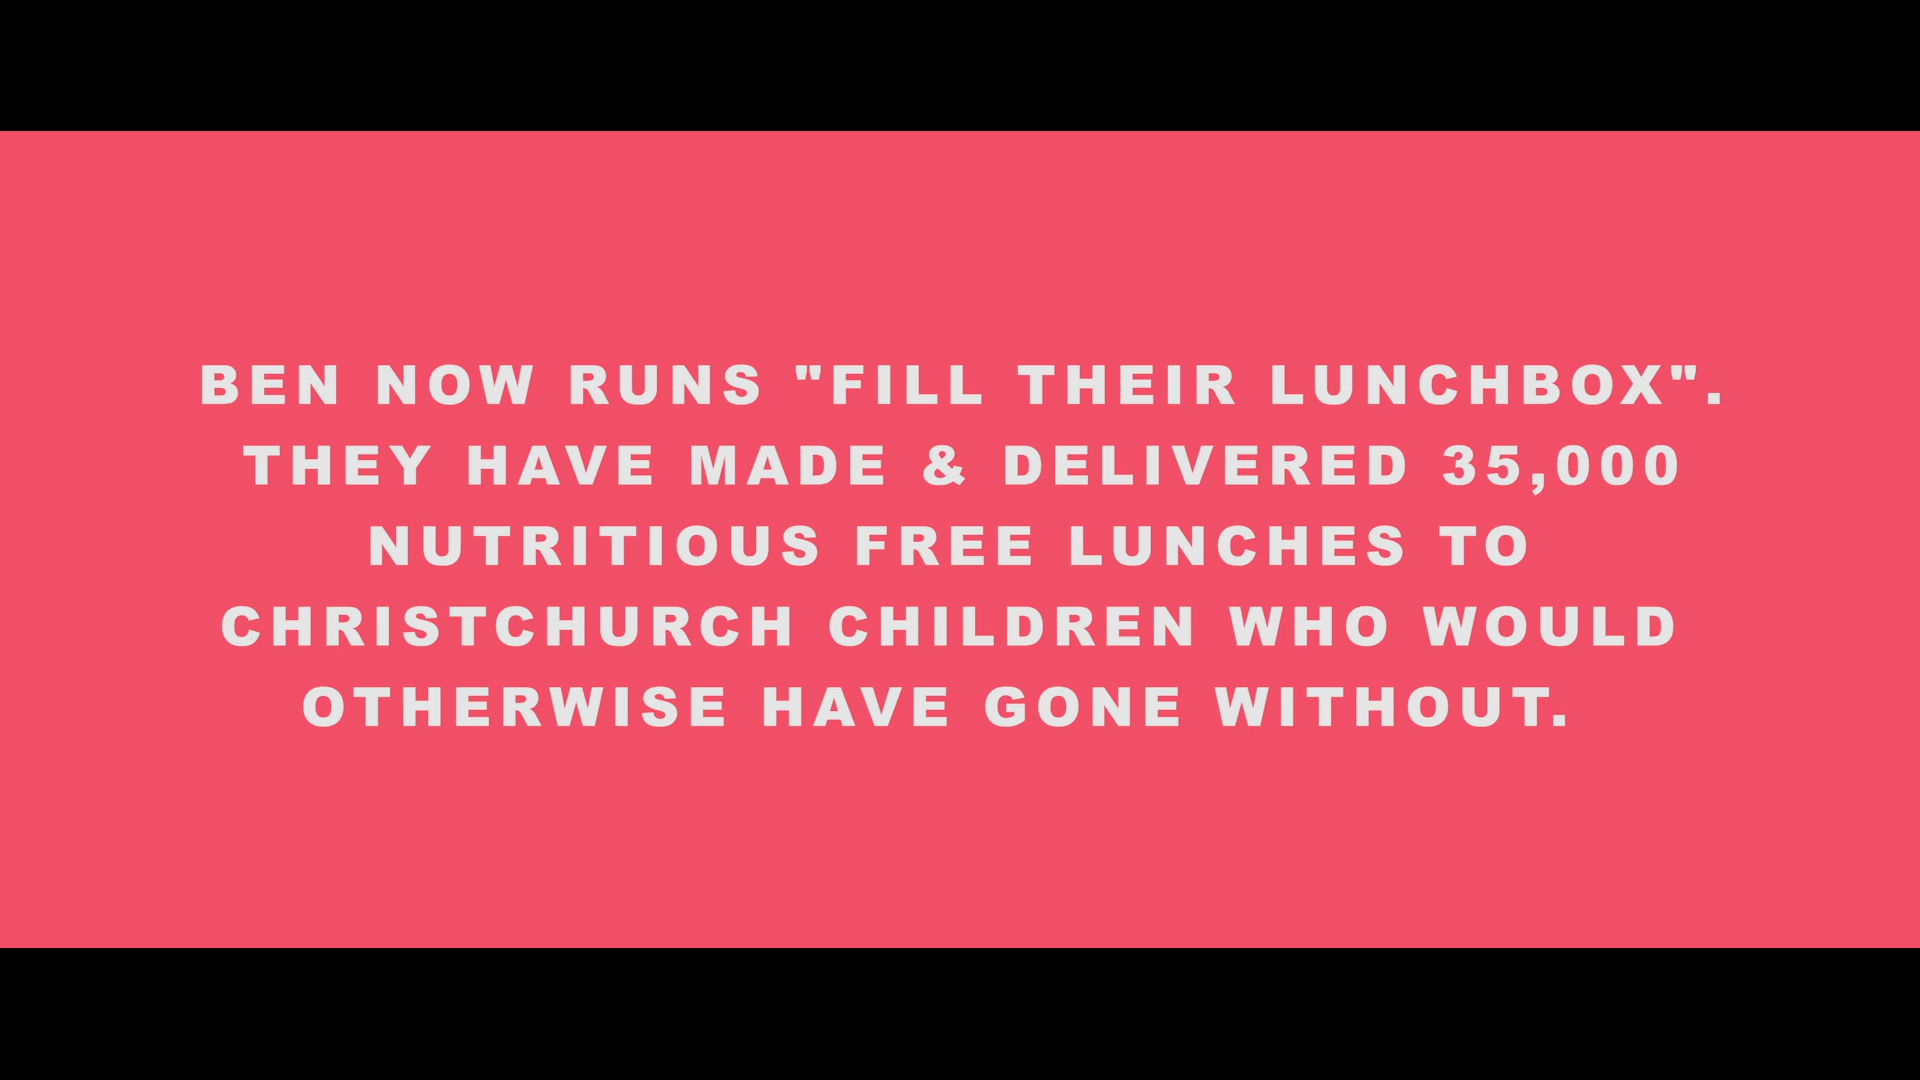 BEN NOW RUNS "FILL THEIR LUNCHBOX".
THEY HAVE MADE & DELIVERED 35,000
NUTRITIOUS FREE LUNCHES TO
CHRISTCHURCH CHILDREN WHO WOULD
OTHERWISE HAVE GONE WITHOUT.